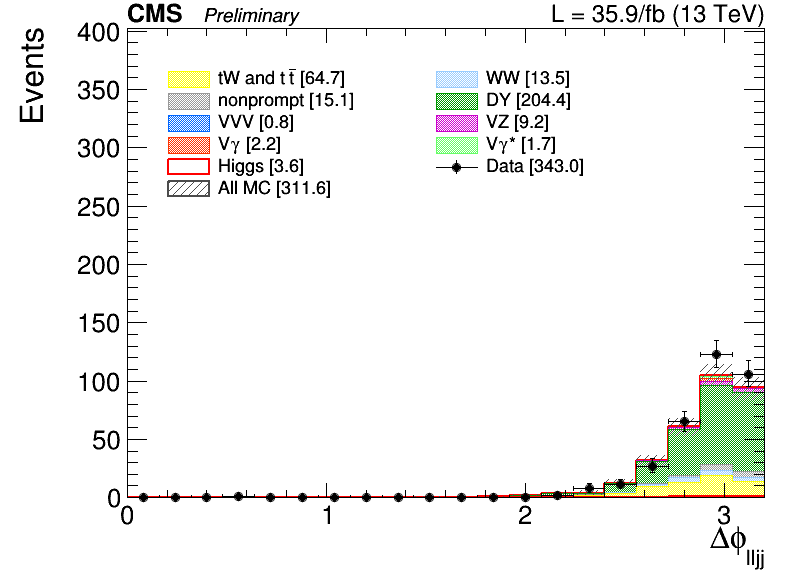 CMS Preliminary L = 35.9/fb (13 TeV)
Events
400
350
300
250
200
150
100
50
0
tW and t t̅ [64.7] WW [13.5]
nonprompt [15.1] DY [204.4]
VVV [0.8] VZ [9.2]
Vγ [2.2] Vγ* [1.7]
Higgs [3.6] Data [343.0]
All MC [311.6]
0 1 2 3
Δϕ_lljj